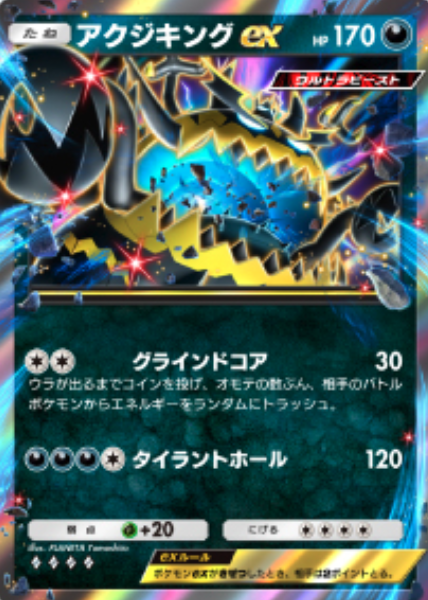 たね アクジキング ex HP 170
ウルトラビースト
グラインドコア 30
ウラが出るまでコインを投げ、オモテの数ぶん、相手のバトル
ポケモンからエネルギーをランダムにトラッシュ。
タイラントホール 120
弱点 +20 にげる
illus. PLANETA Yamashita
exルール
ポケモンexがきぜつしたとき、相手は2ポイントとる。